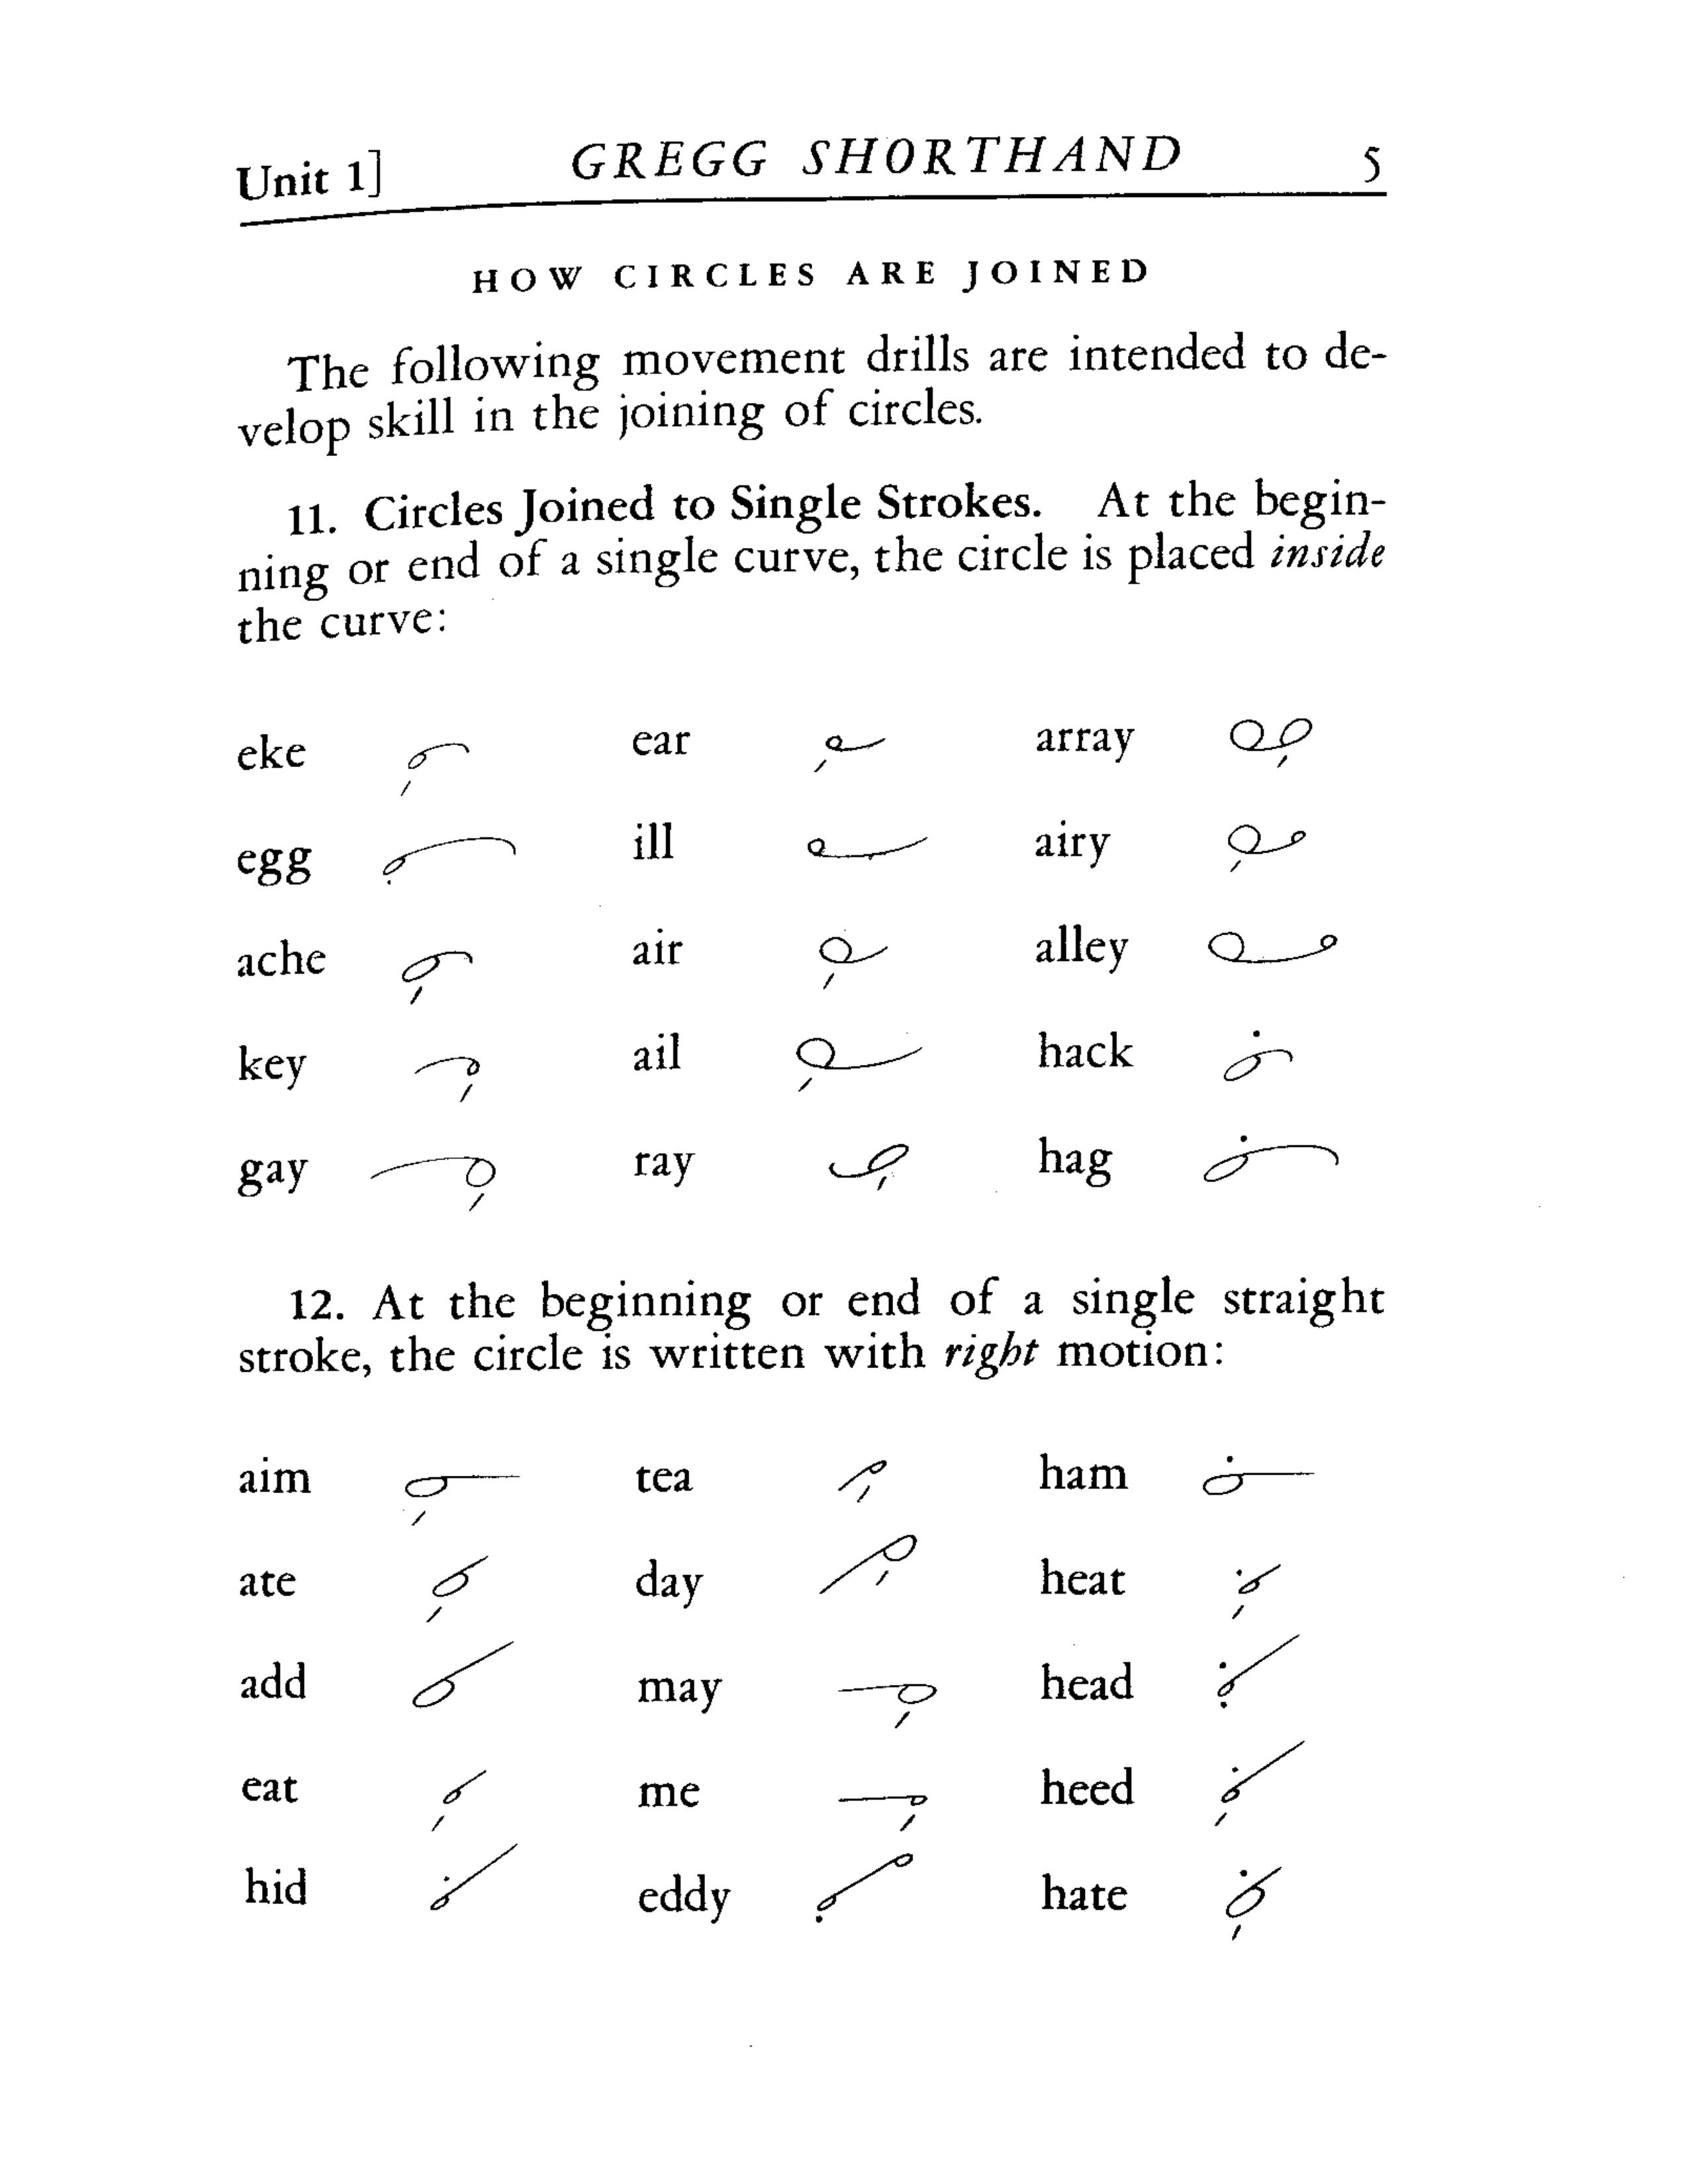 Unit 1] GREGG SHORTHAND 5
HOW CIRCLES ARE JOINED
The following movement drills are intended to de-
velop skill in the joining of circles.
11. Circles Joined to Single Strokes. At the begin-
ning or end of a single curve, the circle is placed inside
the curve:
eke ear array
egg ill airy
ache air alley
key ail hack
gay ray hag
12. At the beginning or end of a single straight
stroke, the circle is written with right motion:
aim tea ham
ate day heat
add may head
eat me heed
hid eddy hate